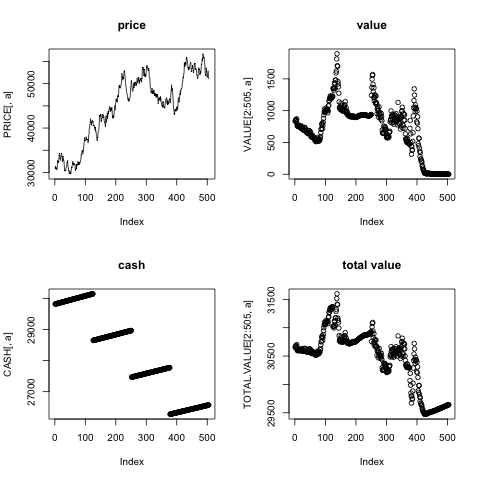 price
PRICE[, a]
30000 40000 50000
0 100 200 300 400 500
Index
value
VALUE[2:505, a]
0 500 1000 1500
0 100 200 300 400 500
Index
cash
CASH[, a]
27000 29000
0 100 200 300 400 500
Index
total value
TOTAL.VALUE[2:505, a]
29500 30500 31500
0 100 200 300 400 500
Index